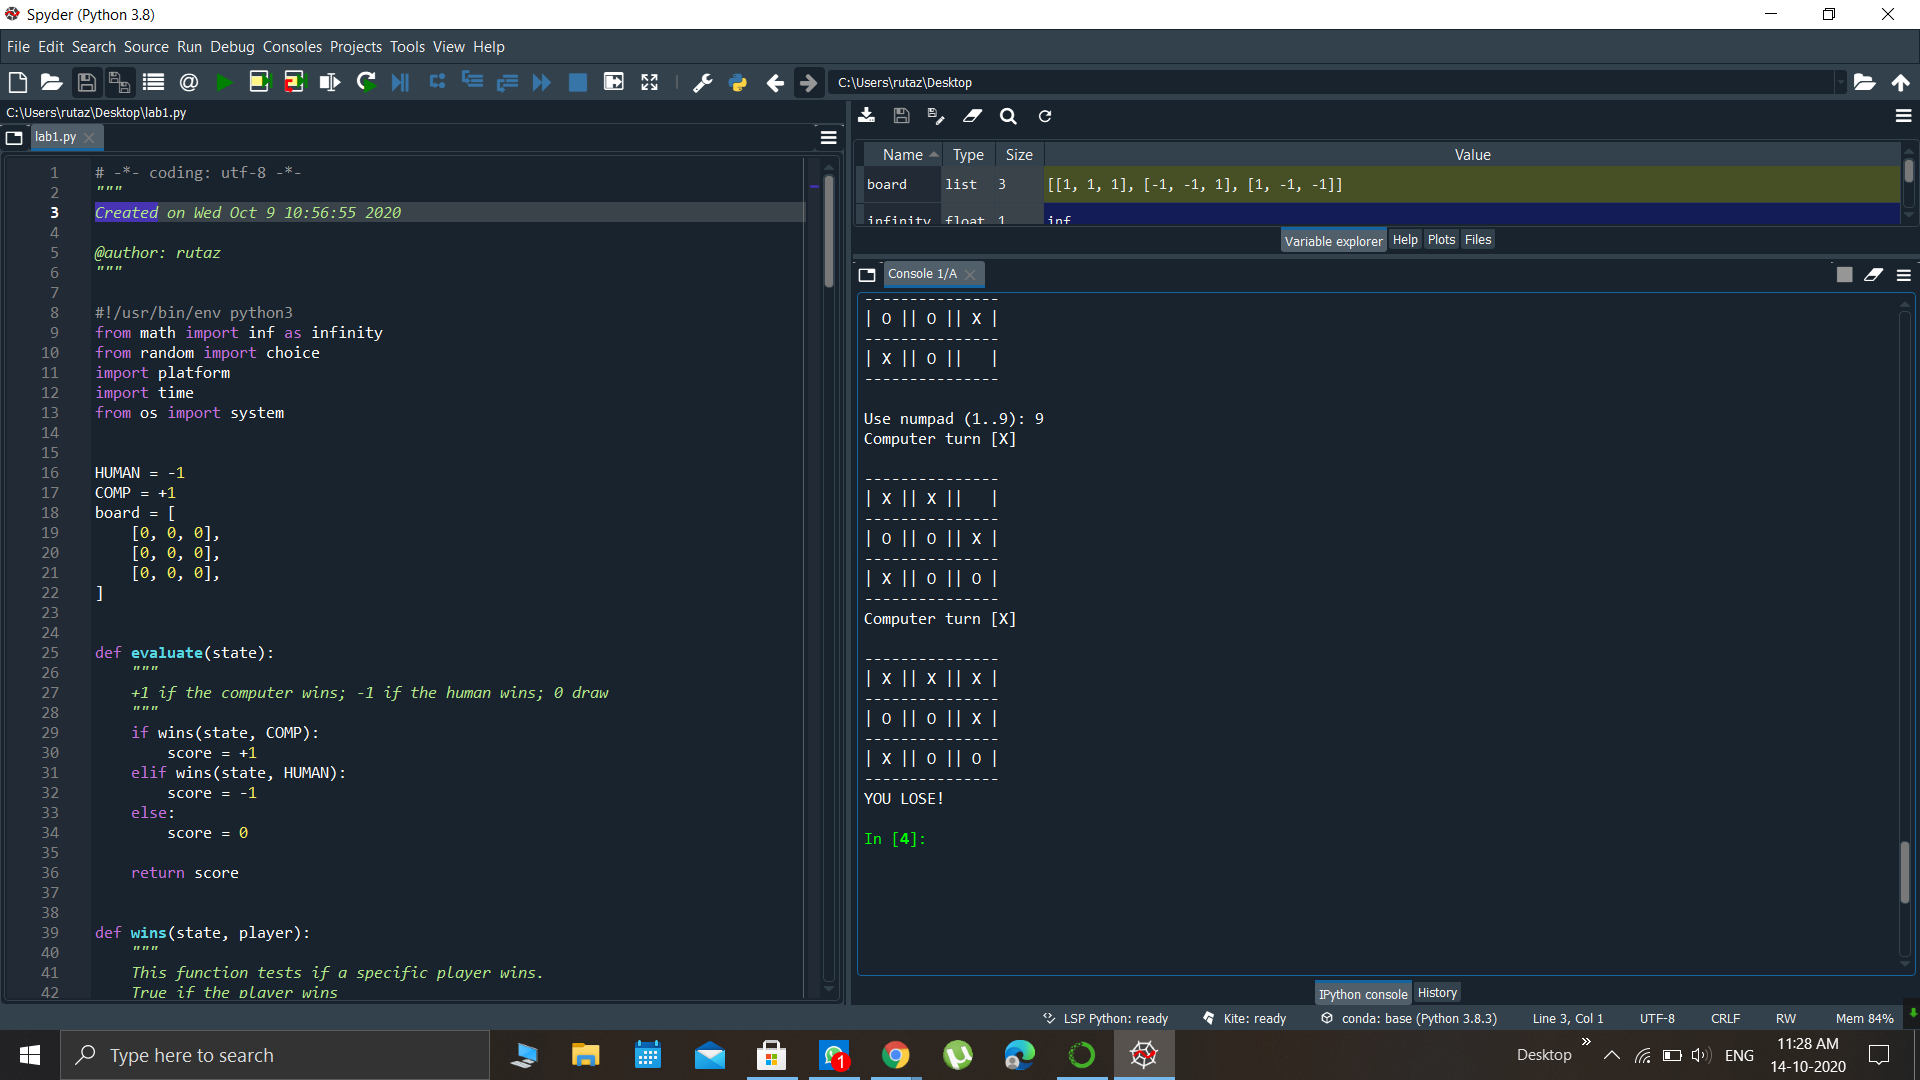 Spyder (Python 3.8)
File Edit Search Source Run Debug Consoles Projects Tools View Help
C:\Users\rutaz\Desktop
C:\Users\rutaz\Desktop\lab1.py
lab1.py
1 # -*- coding: utf-8 -*-
2 """
3 Created on Wed Oct 9 10:56:55 2020
4
5 @author: rutaz
6 """
7
8 #!/usr/bin/env python3
9 from math import inf as infinity
10 from random import choice
11 import platform
12 import time
13 from os import system
14
15
16 HUMAN = -1
17 COMP = +1
18 board = [
19     [0, 0, 0],
20     [0, 0, 0],
21     [0, 0, 0],
22 ]
23
24
25 def evaluate(state):
26     """
27     +1 if the computer wins; -1 if the human wins; 0 draw
28     """
29     if wins(state, COMP):
30         score = +1
31     elif wins(state, HUMAN):
32         score = -1
33     else:
34         score = 0
35
36     return score
37
38
39 def wins(state, player):
40     """
41     This function tests if a specific player wins.
42     True if the player wins
Name Type Size Value
board list 3 [[1, 1, 1], [-1, -1, 1], [1, -1, -1]]
infinity float 1 inf
Variable explorer Help Plots Files
Console 1/A
---------------
| O || O || X |
---------------
| X || O ||   |
---------------
Use numpad (1..9): 9
Computer turn [X]
---------------
| X || X ||   |
---------------
| O || O || X |
---------------
| X || O || O |
---------------
Computer turn [X]
---------------
| X || X || X |
---------------
| O || O || X |
---------------
| X || O || O |
---------------
YOU LOSE!
In [4]:
IPython console History
LSP Python: ready Kite: ready conda: base (Python 3.8.3) Line 3, Col 1 UTF-8 CRLF RW Mem 84%
Type here to search
1
Desktop » ENG
11:28 AM
14-10-2020